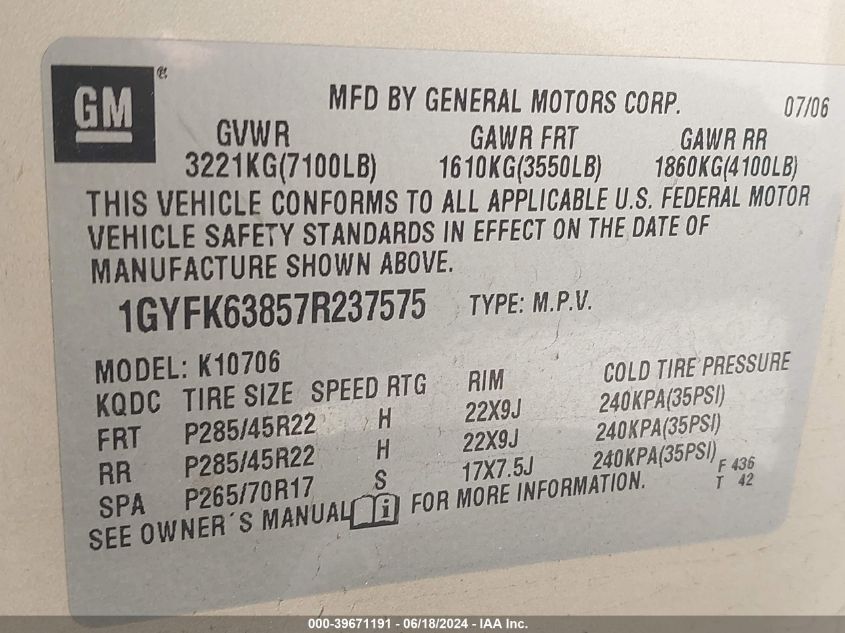 GM ®
MFD BY GENERAL MOTORS CORP. 07/06
GVWR GAWR FRT GAWR RR
3221KG(7100LB) 1610KG(3550LB) 1860KG(4100LB)
THIS VEHICLE CONFORMS TO ALL APPLICABLE U.S. FEDERAL MOTOR
VEHICLE SAFETY STANDARDS IN EFFECT ON THE DATE OF
MANUFACTURE SHOWN ABOVE.
1GYFK63857R237575 TYPE: M.P.V.
MODEL: K10706
KQDC TIRE SIZE SPEED RTG RIM COLD TIRE PRESSURE
FRT P285/45R22 H 22X9J 240KPA(35PSI)
RR P285/45R22 H 22X9J 240KPA(35PSI)
SPA P265/70R17 S 17X7.5J 240KPA(35PSI) F 436
T 42
SEE OWNER´S MANUAL i FOR MORE INFORMATION.
000-39671191 - 06/18/2024 - IAA Inc.